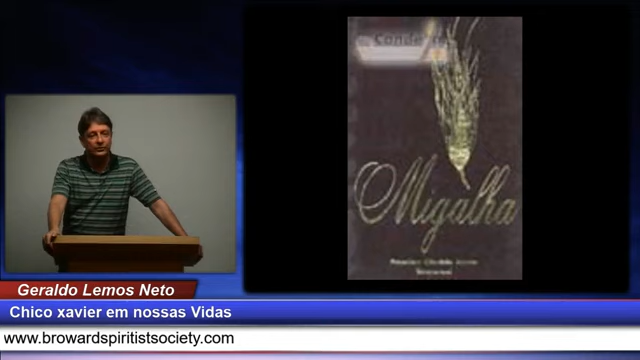 Migalha
Geraldo Lemos Neto
Chico xavier em nossas Vidas
www.browardspiritistsociety.com